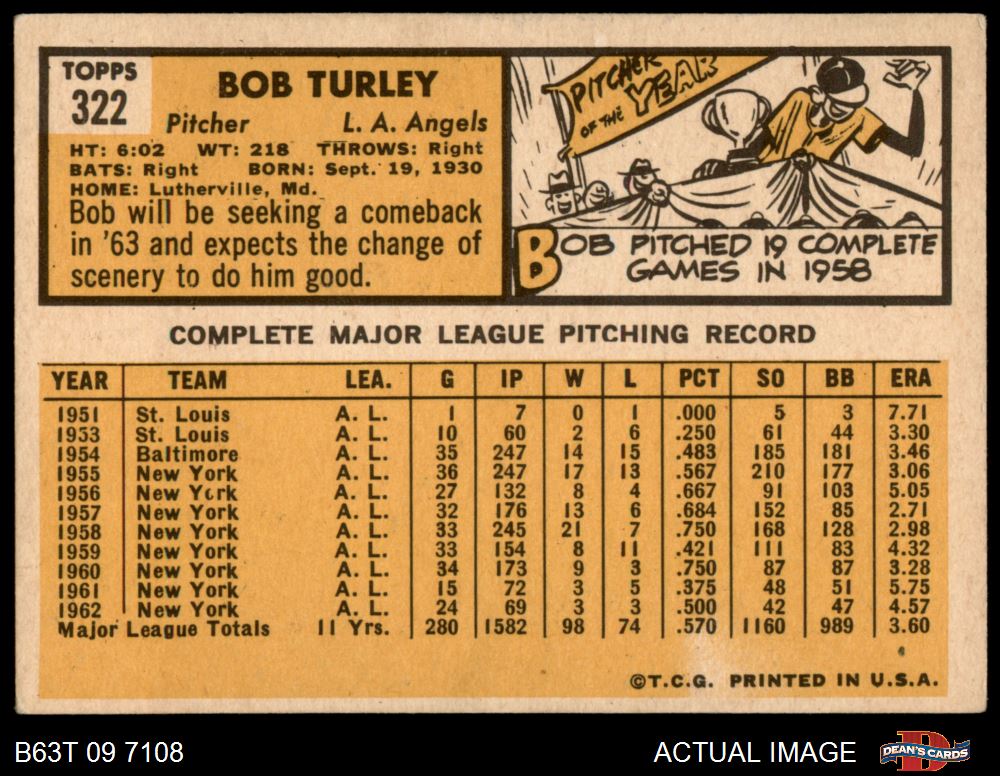 TOPPS
322
BOB TURLEY
Pitcher L. A. Angels
HT: 6:02 WT: 218 THROWS: Right
BATS: Right BORN: Sept. 19, 1930
HOME: Lutherville, Md.
Bob will be seeking a comeback
in '63 and expects the change of
scenery to do him good.
PITCHER
OF THE YEAR
BOB PITCHED 19 COMPLETE
GAMES IN 1958
COMPLETE MAJOR LEAGUE PITCHING RECORD
YEAR TEAM LEA. G IP W L PCT SO BB ERA
1951 St. Louis A. L. 1 7 0 1 .000 5 3 7.71
1953 St. Louis A. L. 10 60 2 6 .250 61 44 3.30
1954 Baltimore A. L. 35 247 14 15 .483 185 181 3.46
1955 New York A. L. 36 247 17 13 .567 210 177 3.06
1956 New York A. L. 27 132 8 4 .667 91 103 5.05
1957 New York A. L. 32 176 13 6 .684 152 85 2.71
1958 New York A. L. 33 245 21 7 .750 168 128 2.98
1959 New York A. L. 33 154 8 11 .421 111 83 4.32
1960 New York A. L. 34 173 9 3 .750 87 87 3.28
1961 New York A. L. 15 72 3 5 .375 48 51 5.75
1962 New York A. L. 24 69 3 3 .500 42 47 4.57
Major League Totals 11 Yrs. 280 1582 98 74 .570 1160 989 3.60
©T.C.G. PRINTED IN U.S.A.
B63T 09 7108 ACTUAL IMAGE DEAN'S CARDS